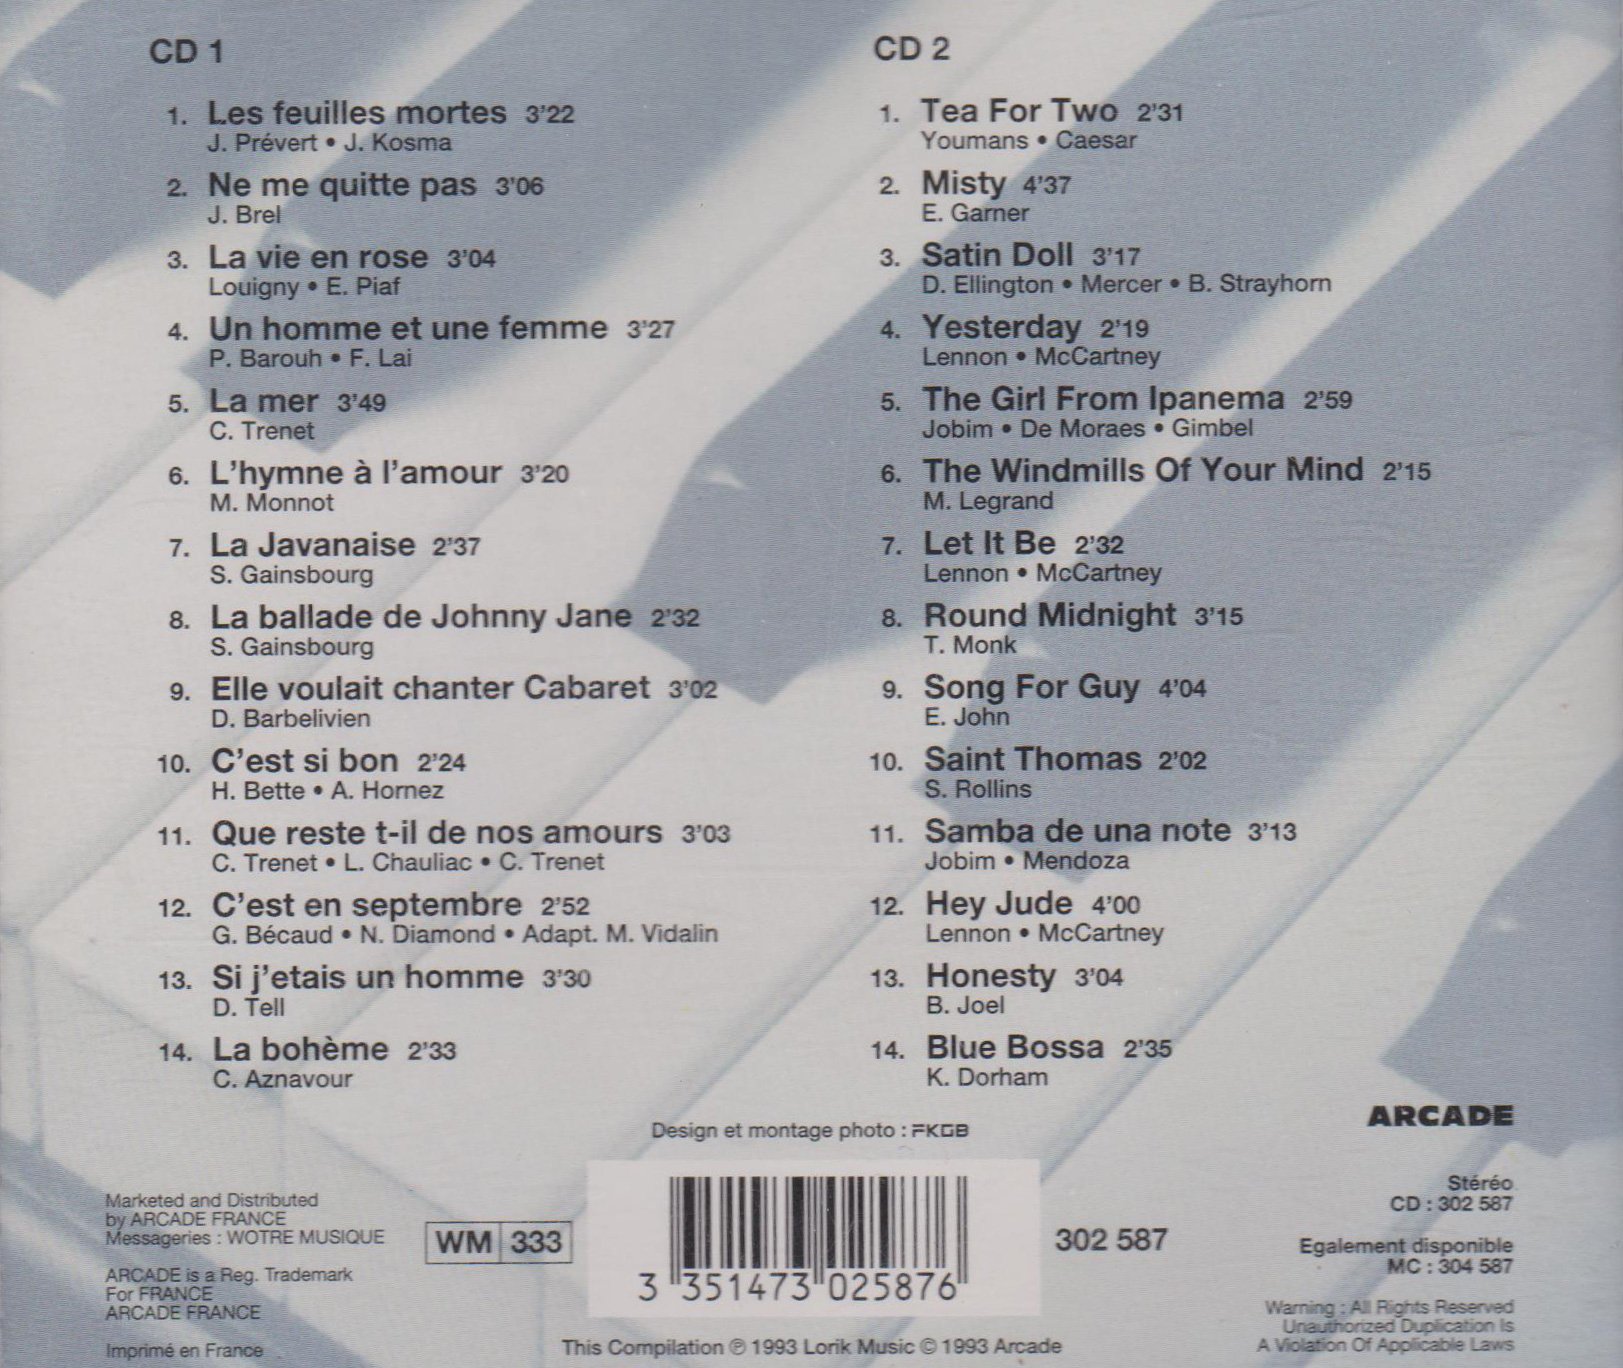 CD 1
1. Les feuilles mortes 3'22
J. Prévert • J. Kosma
2. Ne me quitte pas 3'06
J. Brel
3. La vie en rose 3'04
Louigny • E. Piaf
4. Un homme et une femme 3'27
P. Barouh • F. Lai
5. La mer 3'49
C. Trenet
6. L'hymne à l'amour 3'20
M. Monnot
7. La Javanaise 2'37
S. Gainsbourg
8. La ballade de Johnny Jane 2'32
S. Gainsbourg
9. Elle voulait chanter Cabaret 3'02
D. Barbelivien
10. C'est si bon 2'24
H. Bette • A. Hornez
11. Que reste t-il de nos amours 3'03
C. Trenet • L. Chauliac • C. Trenet
12. C'est en septembre 2'52
G. Bécaud • N. Diamond • Adapt. M. Vidalin
13. Si j'etais un homme 3'30
D. Tell
14. La bohème 2'33
C. Aznavour
CD 2
1. Tea For Two 2'31
Youmans • Caesar
2. Misty 4'37
E. Garner
3. Satin Doll 3'17
D. Ellington • Mercer • B. Strayhorn
4. Yesterday 2'19
Lennon • McCartney
5. The Girl From Ipanema 2'59
Jobim • De Moraes • Gimbel
6. The Windmills Of Your Mind 2'15
M. Legrand
7. Let It Be 2'32
Lennon • McCartney
8. Round Midnight 3'15
T. Monk
9. Song For Guy 4'04
E. John
10. Saint Thomas 2'02
S. Rollins
11. Samba de una note 3'13
Jobim • Mendoza
12. Hey Jude 4'00
Lennon • McCartney
13. Honesty 3'04
B. Joel
14. Blue Bossa 2'35
K. Dorham
Design et montage photo : FKGB
Marketed and Distributed
by ARCADE FRANCE
Messageries : WOTRE MUSIQUE
ARCADE is a Reg. Trademark
For FRANCE
ARCADE FRANCE
Imprimé en France
WM 333
3 351473 025876
302 587
ARCADE
Stéréo
CD : 302 587
Egalement disponible
MC : 304 587
Warning : All Rights Reserved
Unauthorized Duplication Is
A Violation Of Applicable Laws
This Compilation ℗ 1993 Lorik Music © 1993 Arcade